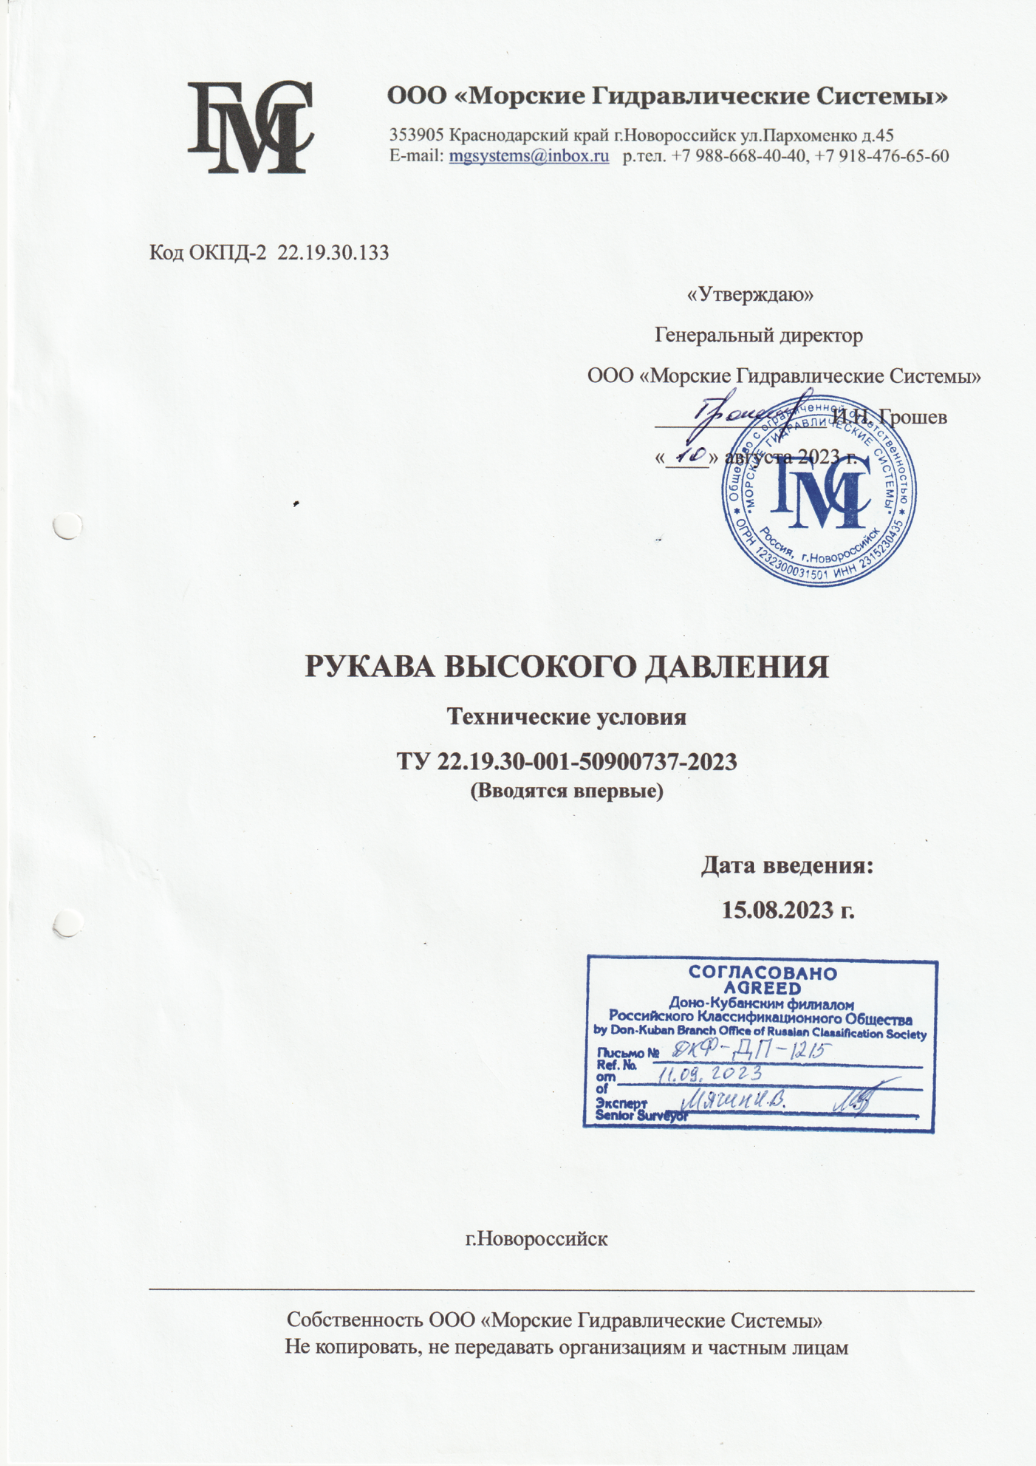 ГМС
ООО «Морские Гидравлические Системы»
353905 Краснодарский край г.Новороссийск ул.Пархоменко д.45
E-mail: mgsystems@inbox.ru р.тел. +7 988-668-40-40, +7 918-476-65-60
Код ОКПД-2 22.19.30.133
«Утверждаю»
Генеральный директор
ООО «Морские Гидравлические Системы»
И.Н. Грошев
«10» августа 2023 г.
Общество с ограниченной ответственностью
* ОГРН 1232300031501 ИНН 2315230435 *
"МОРСКИЕ ГИДРАВЛИЧЕСКИЕ СИСТЕМЫ"
ГМС
Россия, г.Новороссийск
РУКАВА ВЫСОКОГО ДАВЛЕНИЯ
Технические условия
ТУ 22.19.30-001-50900737-2023
(Вводятся впервые)
Дата введения:
15.08.2023 г.
СОГЛАСОВАНО
AGREED
Доно-Кубанским филиалом
Российского Классификационного Общества
by Don-Kuban Branch Office of Russian Classification Society
Письмо № ДКФ-ДП-1215
Ref. №
от 11.09.2023
of
Эксперт
Senior Surveyor
г.Новороссийск
Собственность ООО «Морские Гидравлические Системы»
Не копировать, не передавать организациям и частным лицам